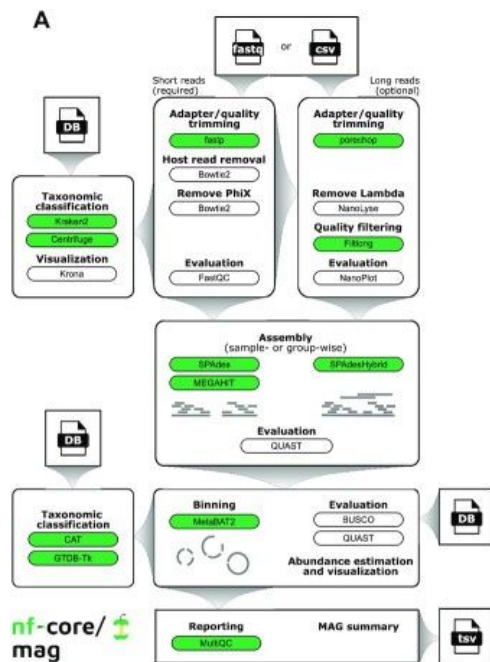 A
fastq
or
csv
Short reads
(required)
Long reads
(optional)
DB
Adapter/quality
trimming
fastp
Host read removal
Bowtie2
Remove PhiX
Bowtie2
Evaluation
FastQC
Adapter/quality
trimming
porechop
Remove Lambda
NanoLyse
Quality filtering
Filtlong
Evaluation
NanoPlot
Taxonomic
classification
Kraken2
Centrifuge
Visualization
Krona
Assembly
(sample- or group-wise)
SPAdes
MEGAHIT
SPAdesHybrid
Evaluation
QUAST
DB
Taxonomic
classification
CAT
GTDB-Tk
Binning
MetaBAT2
Evaluation
BUSCO
QUAST
Abundance estimation
and visualization
DB
nf-core/
mag
Reporting
MultiQC
MAG summary
tsv